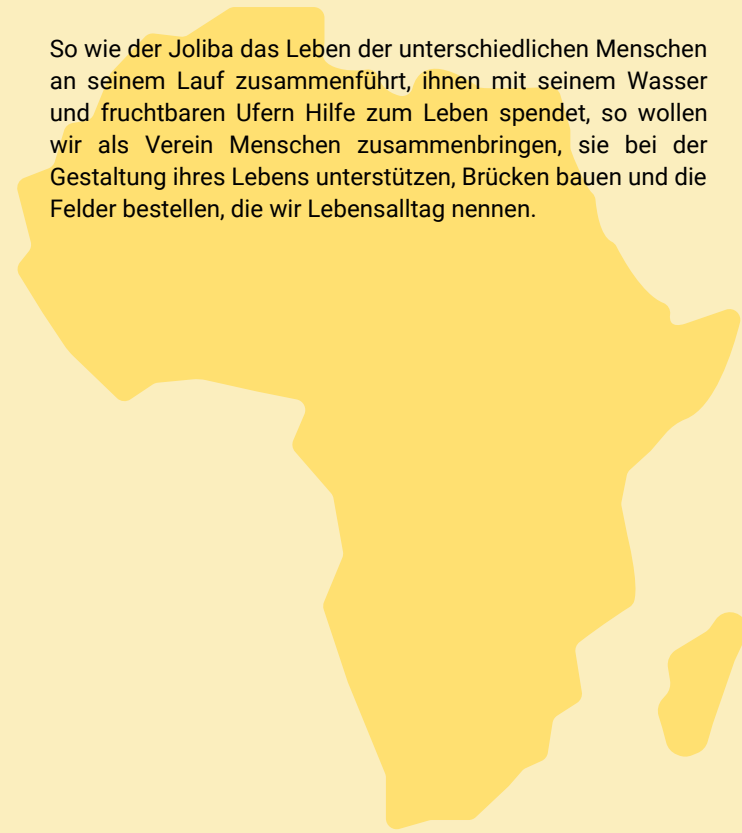 So wie der Joliba das Leben der unterschiedlichen Menschen
an seinem Lauf zusammenführt, ihnen mit seinem Wasser
und fruchtbaren Ufern Hilfe zum Leben spendet, so wollen
wir als Verein Menschen zusammenbringen, sie bei der
Gestaltung ihres Lebens unterstützen, Brücken bauen und die
Felder bestellen, die wir Lebensalltag nennen.